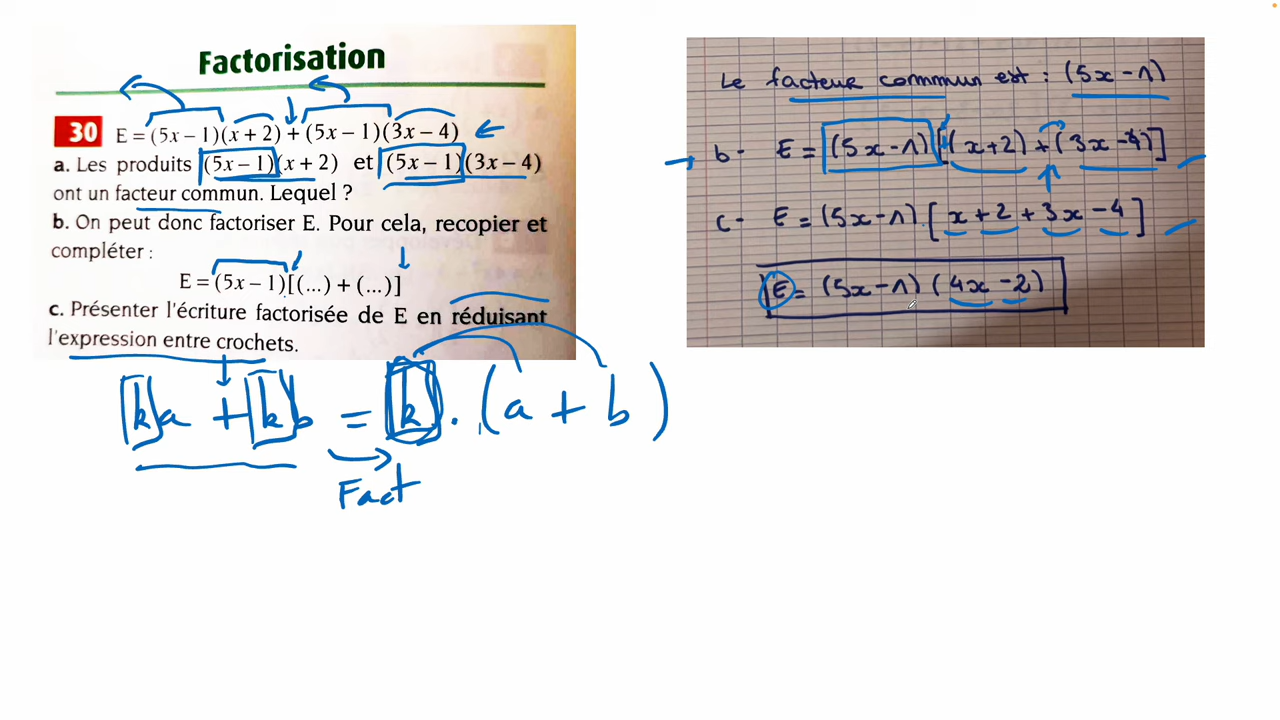 Factorisation
30 E = (5x − 1)(x + 2) + (5x − 1)(3x − 4)
a. Les produits (5x − 1)(x + 2) et (5x − 1)(3x − 4)
ont un facteur commun. Lequel ?
b. On peut donc factoriser E. Pour cela, recopier et
compléter :
E = (5x − 1)[(...) + (...)]
c. Présenter l'écriture factorisée de E en réduisant
l'expression entre crochets.
ka + kb = k . (a + b)
Fact
Le facteur commun est : (5x − 1)
b- E = (5x − 1) [(x + 2) + (3x − 4)]
c- E = (5x − 1) . [x + 2 + 3x − 4]
E = (5x − 1) (4x − 2)